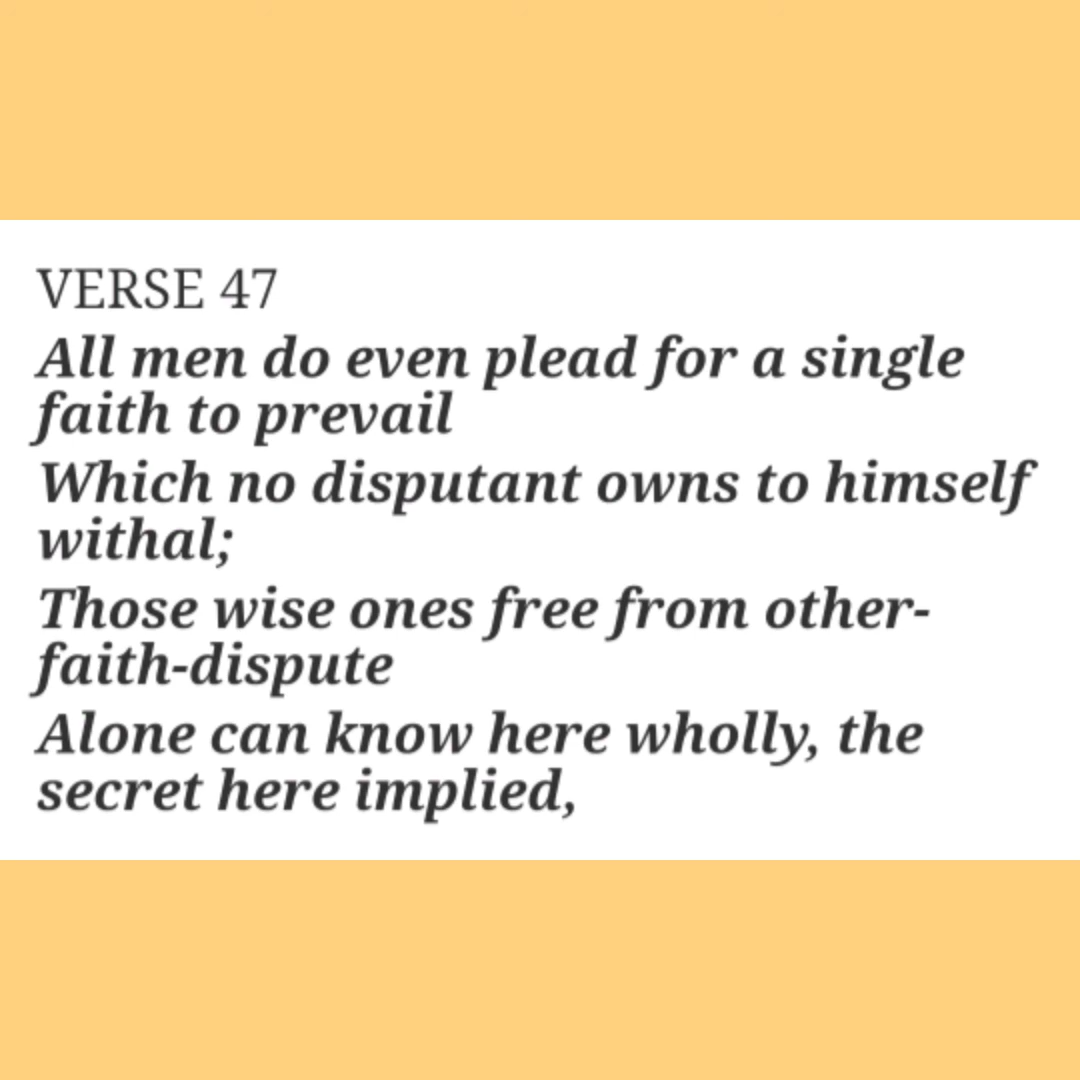 VERSE 47
All men do even plead for a single
faith to prevail
Which no disputant owns to himself
withal;
Those wise ones free from other-
faith-dispute
Alone can know here wholly, the
secret here implied,